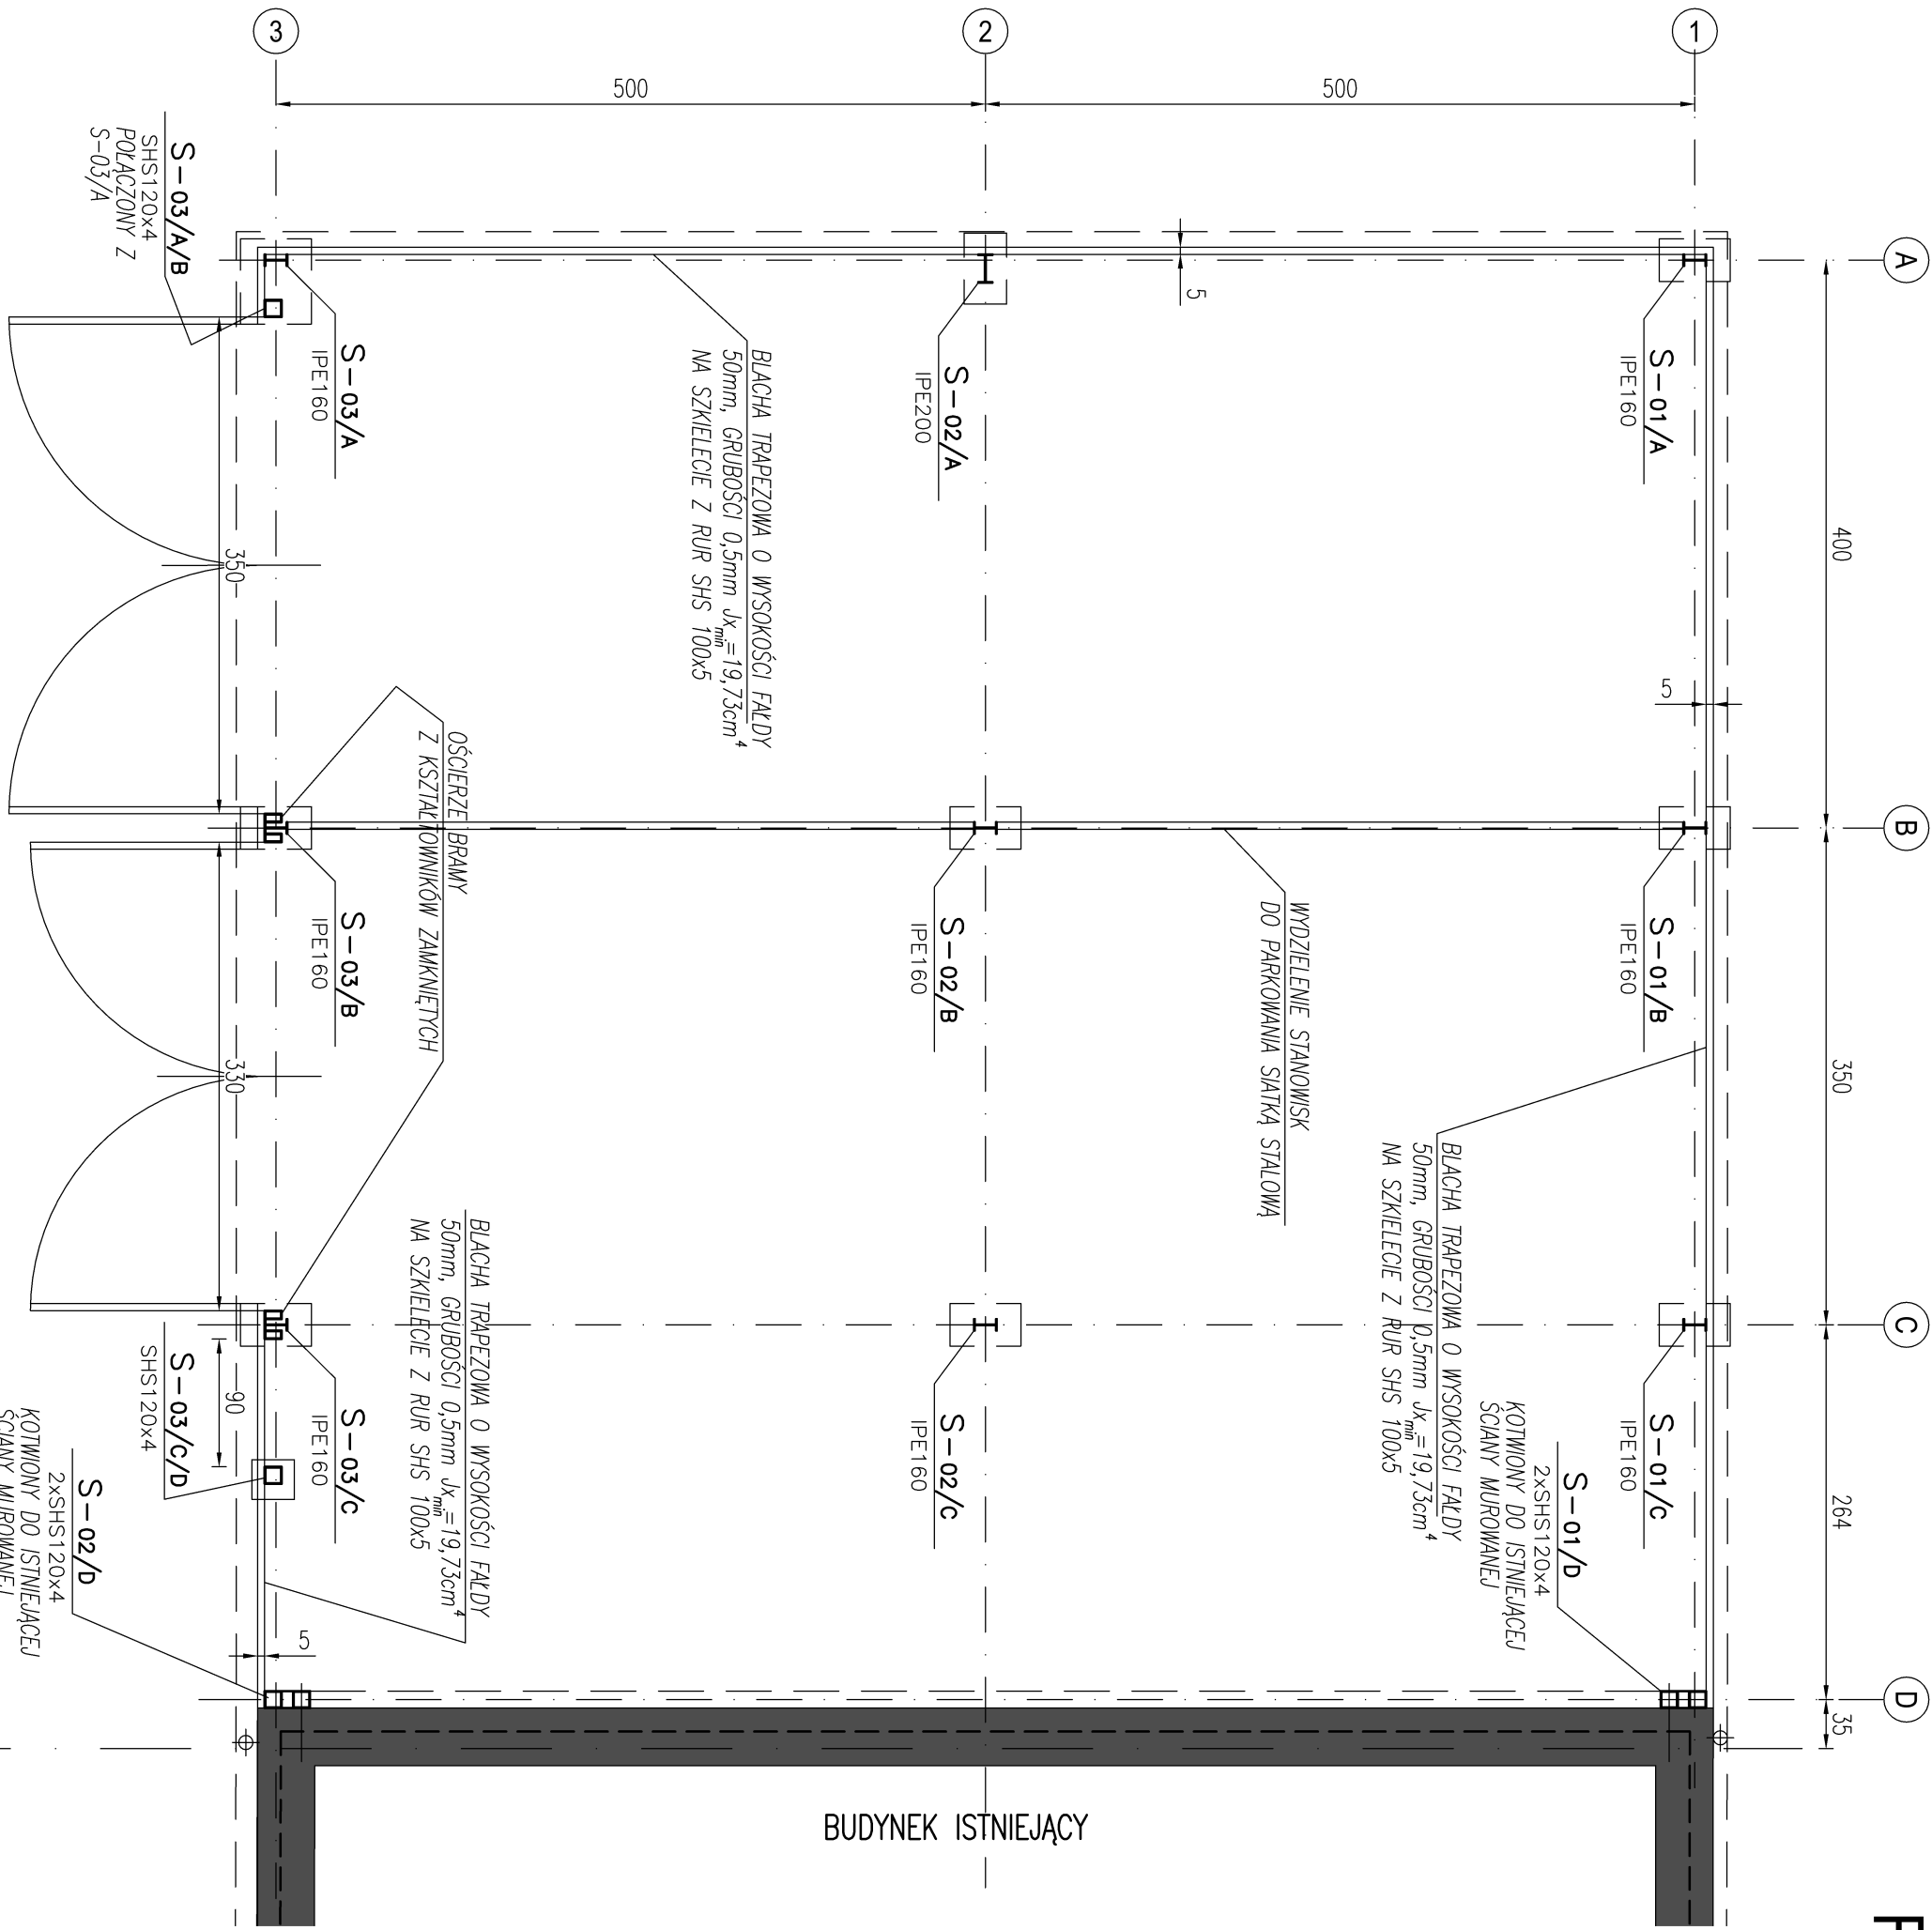 3
2
1
500
500
A
B
C
D
400
350
264
35
5
5
5
350
330
90
S-01/A
IPE160
S-01/B
IPE160
S-01/C
IPE160
S-01/D
2xSHS120x4
KOTWIONY DO ISTNIEJĄCEJ
ŚCIANY MUROWANEJ
BLACHA TRAPEZOWA O WYSOKOŚCI FAŁDY
50mm, GRUBOŚCI 0,5mm Jxmin=19,73cm⁴
NA SZKIELECIE Z RUR SHS 100x5
WYDZIELENIE STANOWISK
DO PARKOWANIA SIATKĄ STALOWĄ
S-02/A
IPE200
S-02/B
IPE160
S-02/C
IPE160
BLACHA TRAPEZOWA O WYSOKOŚCI FAŁDY
50mm, GRUBOŚCI 0,5mm Jxmin=19,73cm⁴
NA SZKIELECIE Z RUR SHS 100x5
OŚCIERZE BRAMY
Z KSZTAŁTOWNIKÓW ZAMKNIĘTYCH
BLACHA TRAPEZOWA O WYSOKOŚCI FAŁDY
50mm, GRUBOŚCI 0,5mm Jxmin=19,73cm⁴
NA SZKIELECIE Z RUR SHS 100x5
S-03/A
IPE160
S-03/B
IPE160
S-03/C
IPE160
S-03/A/B
SHS120x4
POŁĄCZONY Z
S-03/A
S-03/C/D
SHS120x4
S-02/D
2xSHS120x4
KOTWIONY DO ISTNIEJĄCEJ
ŚCIANY MUROWANEJ
BUDYNEK ISTNIEJĄCY